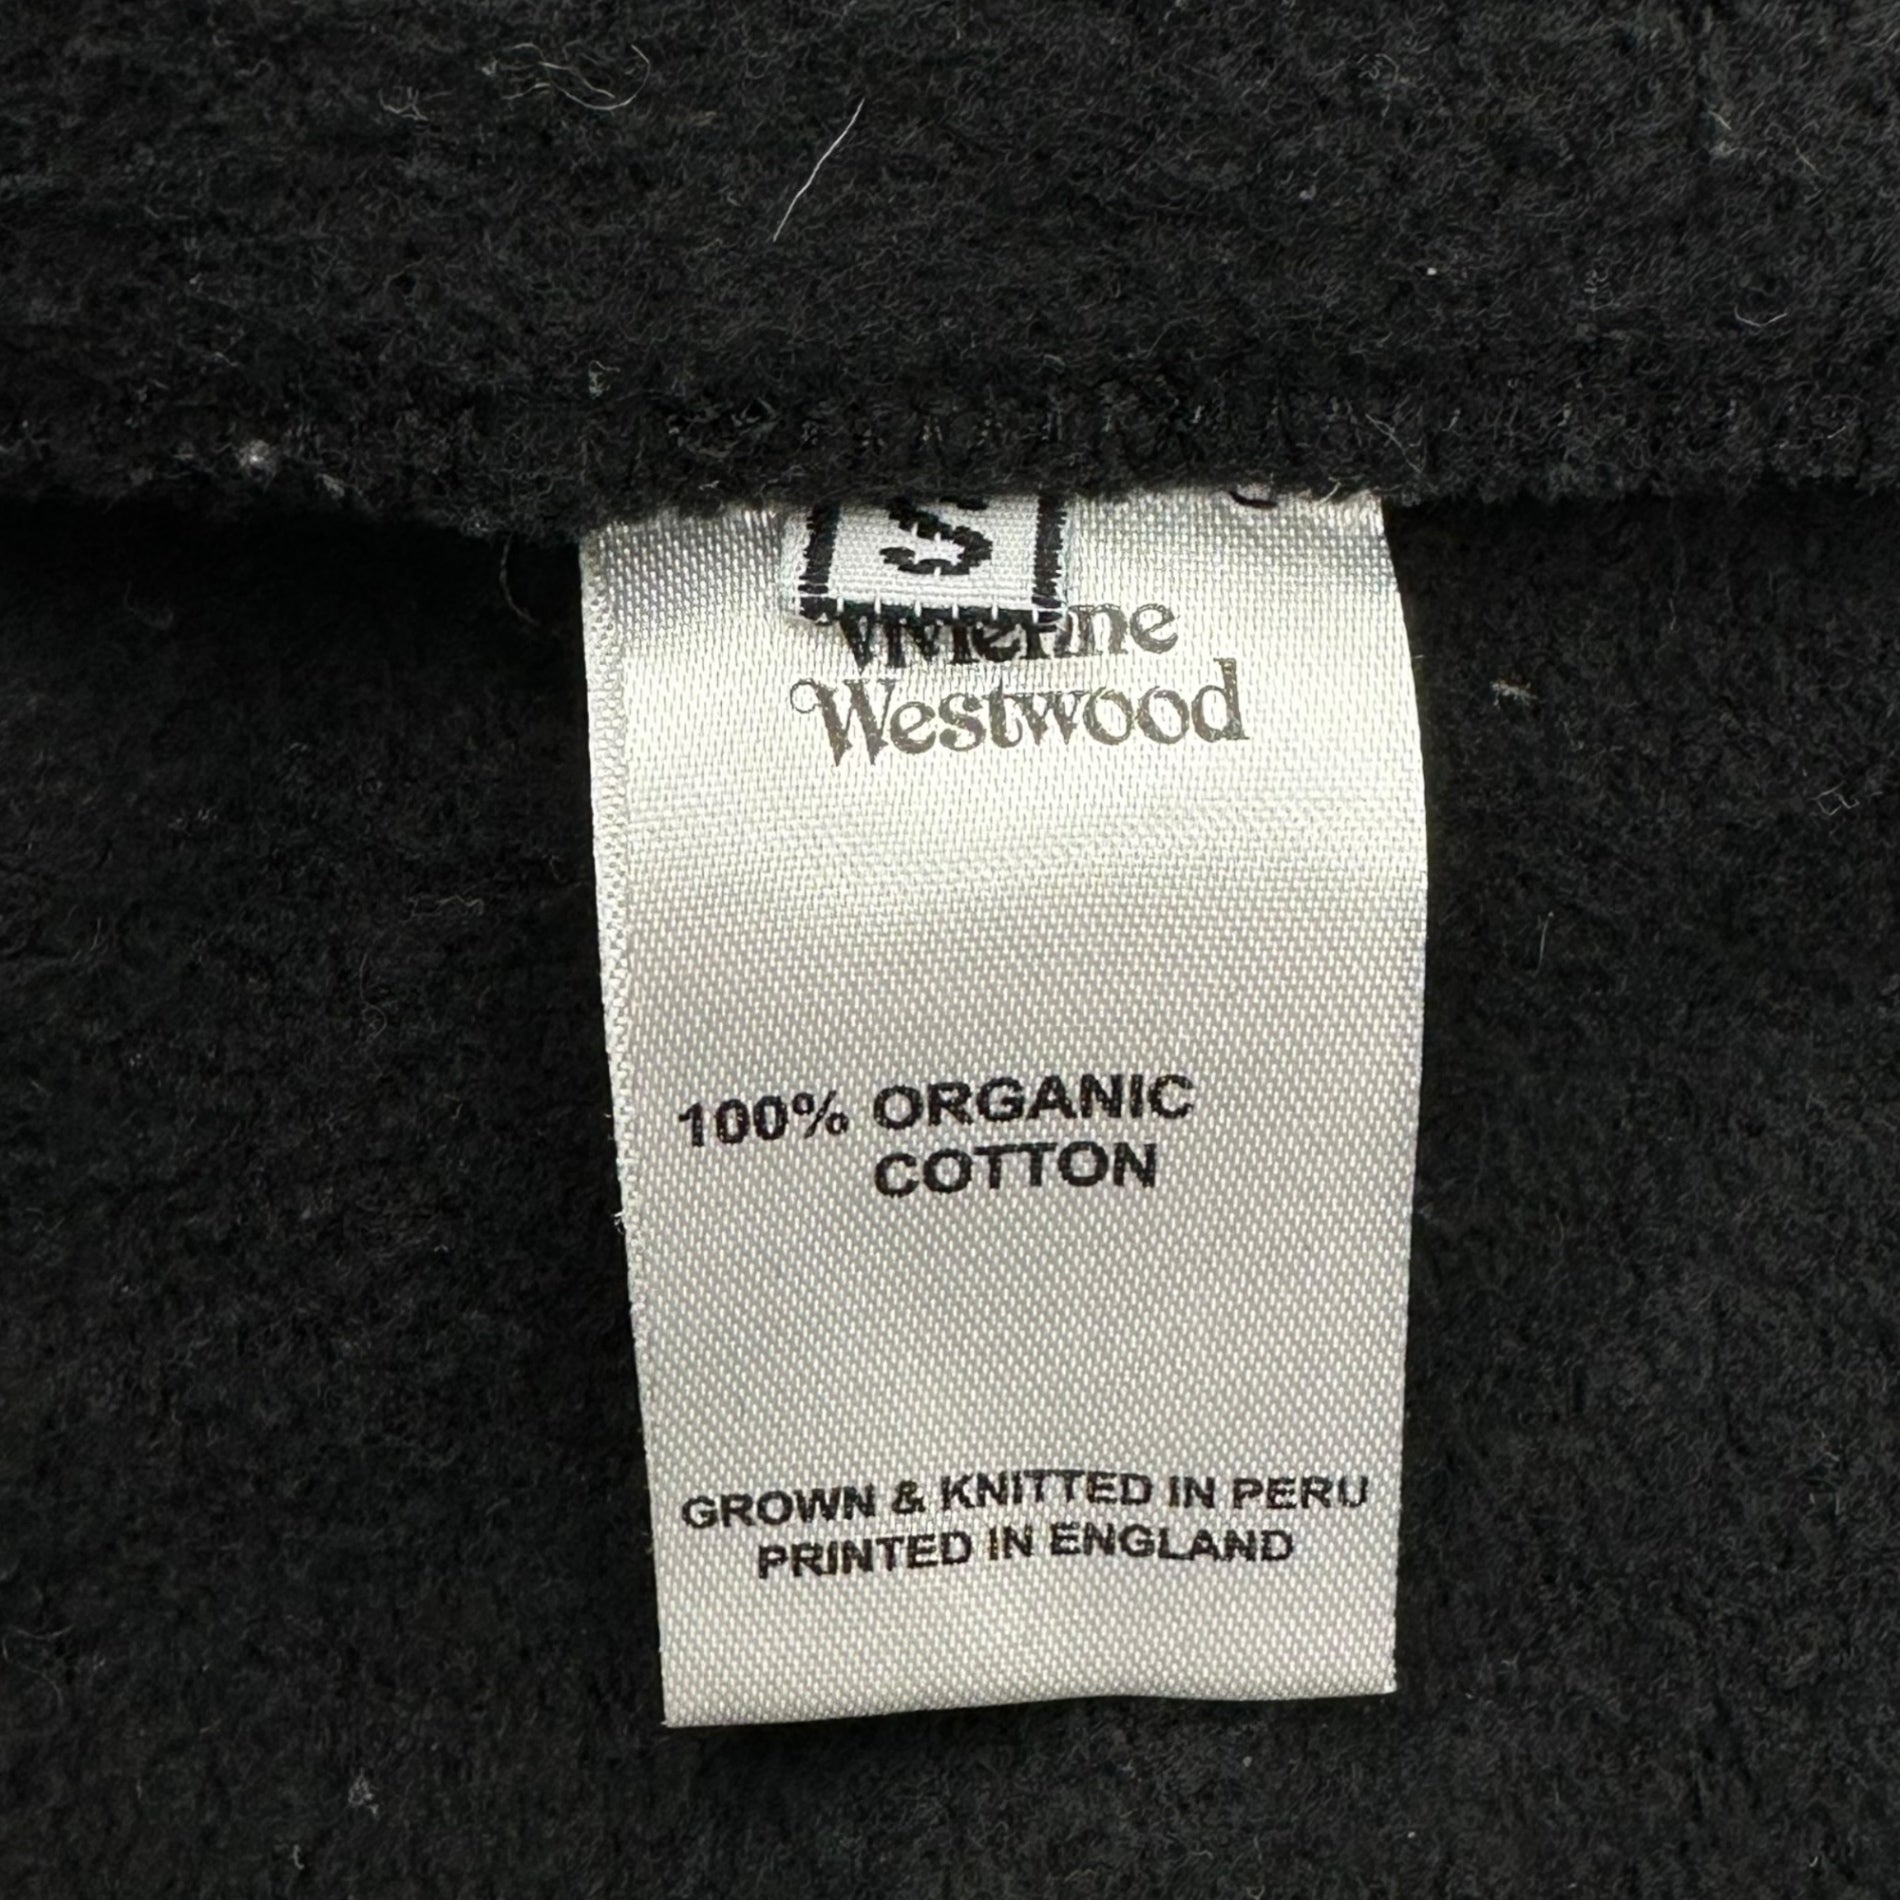 S
Vivienne
Westwood
100% ORGANIC
COTTON
GROWN & KNITTED IN PERU
PRINTED IN ENGLAND